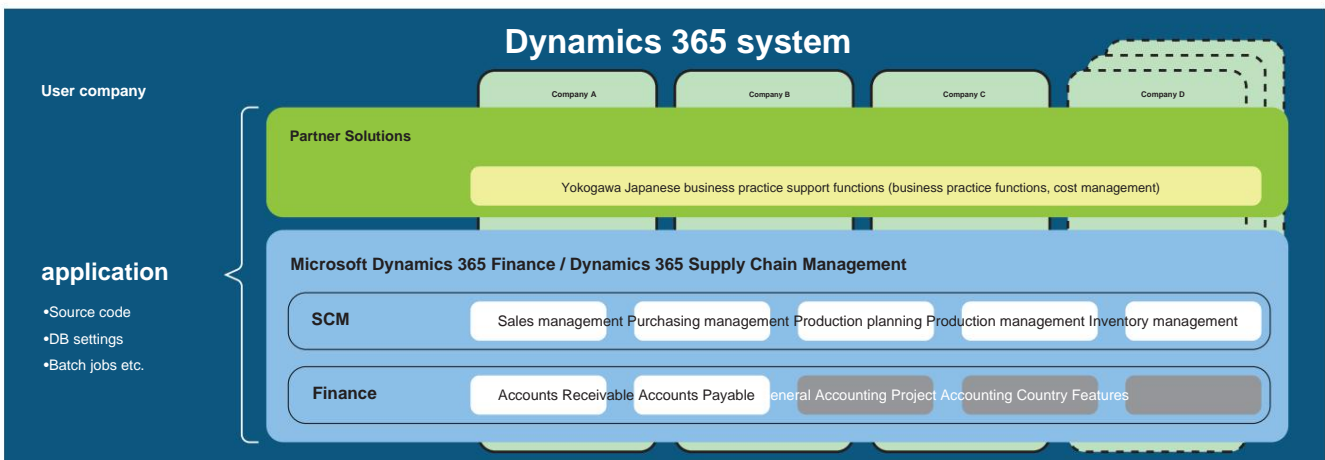 Dynamics 365 system
User company
Company A
Company B
Company C
Company D
Partner Solutions
Yokogawa Japanese business practice support functions (business practice functions, cost management)
application
•Source code
•DB settings
•Batch jobs etc.
Microsoft Dynamics 365 Finance / Dynamics 365 Supply Chain Management
SCM
Sales management Purchasing management Production planning Production management Inventory management
Finance
Accounts Receivable Accounts Payable eneral Accounting Project Accounting Country Features